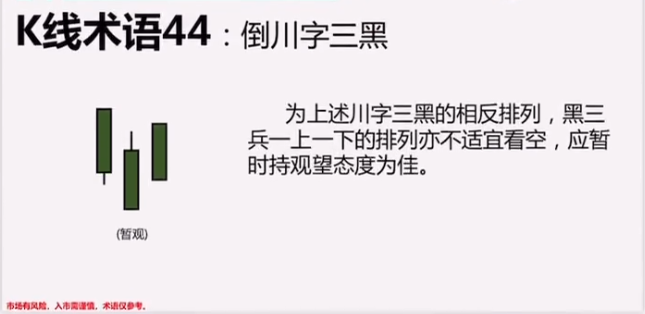 K线术语44：倒川字三黑
为上述川字三黑的相反排列，黑三
兵一上一下的排列亦不适宜看空，应暂
时持观望态度为佳。
(暂观)
市场有风险，入市需谨慎，术语仅参考。